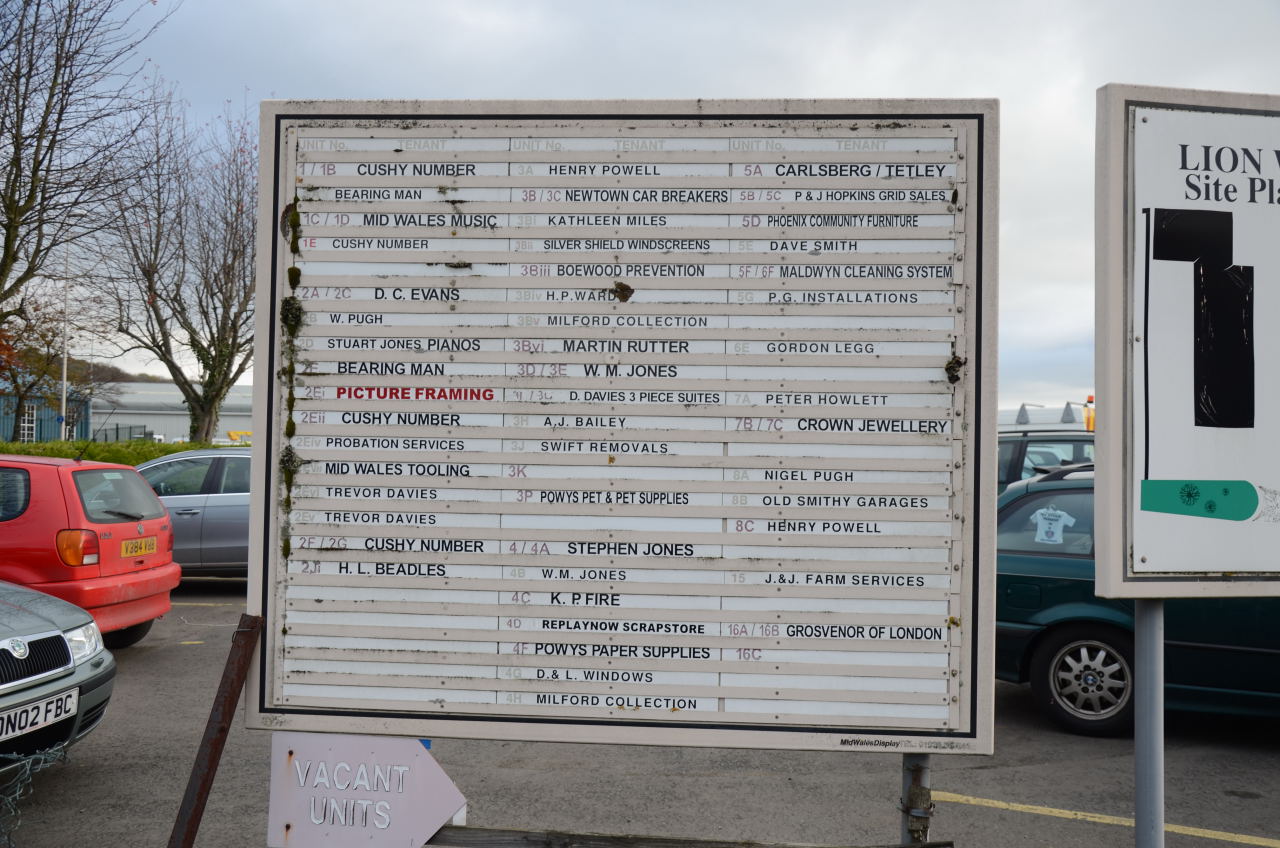 UNIT No. TENANT
1 / 1B CUSHY NUMBER
BEARING MAN
1C / 1D MID WALES MUSIC
1E CUSHY NUMBER
2A / 2C D. C. EVANS
W. PUGH
STUART JONES PIANOS
BEARING MAN
2Ei PICTURE FRAMING
2Eii CUSHY NUMBER
2Eiv PROBATION SERVICES
MID WALES TOOLING
TREVOR DAVIES
2Ev TREVOR DAVIES
2F / 2G CUSHY NUMBER
2Ji H. L. BEADLES
UNIT No. TENANT
3A HENRY POWELL
3B / 3C NEWTOWN CAR BREAKERS
3Bi KATHLEEN MILES
3Bii SILVER SHIELD WINDSCREENS
3Biii BOEWOOD PREVENTION
3Biv H.P. WARD
3Bv MILFORD COLLECTION
3Bvi MARTIN RUTTER
3D / 3E W. M. JONES
D. DAVIES 3 PIECE SUITES
3H A.J. BAILEY
3J SWIFT REMOVALS
3K
3P POWYS PET & PET SUPPLIES
4 / 4A STEPHEN JONES
4B W.M. JONES
4C K. P FIRE
4D REPLAYNOW SCRAPSTORE
4F POWYS PAPER SUPPLIES
4G D. & L. WINDOWS
4H MILFORD COLLECTION
UNIT No. TENANT
5A CARLSBERG / TETLEY
5B / 5C P & J HOPKINS GRID SALES
5D PHOENIX COMMUNITY FURNITURE
5E DAVE SMITH
5F / 6F MALDWYN CLEANING SYSTEM
5G P.G. INSTALLATIONS
6E GORDON LEGG
7A PETER HOWLETT
7B / 7C CROWN JEWELLERY
8A NIGEL PUGH
8B OLD SMITHY GARAGES
8C HENRY POWELL
15 J.&J. FARM SERVICES
16A / 16B GROSVENOR OF LONDON
16C
MidWalesDisplay
VACANT
UNITS
LION
Site
DN02 FBC